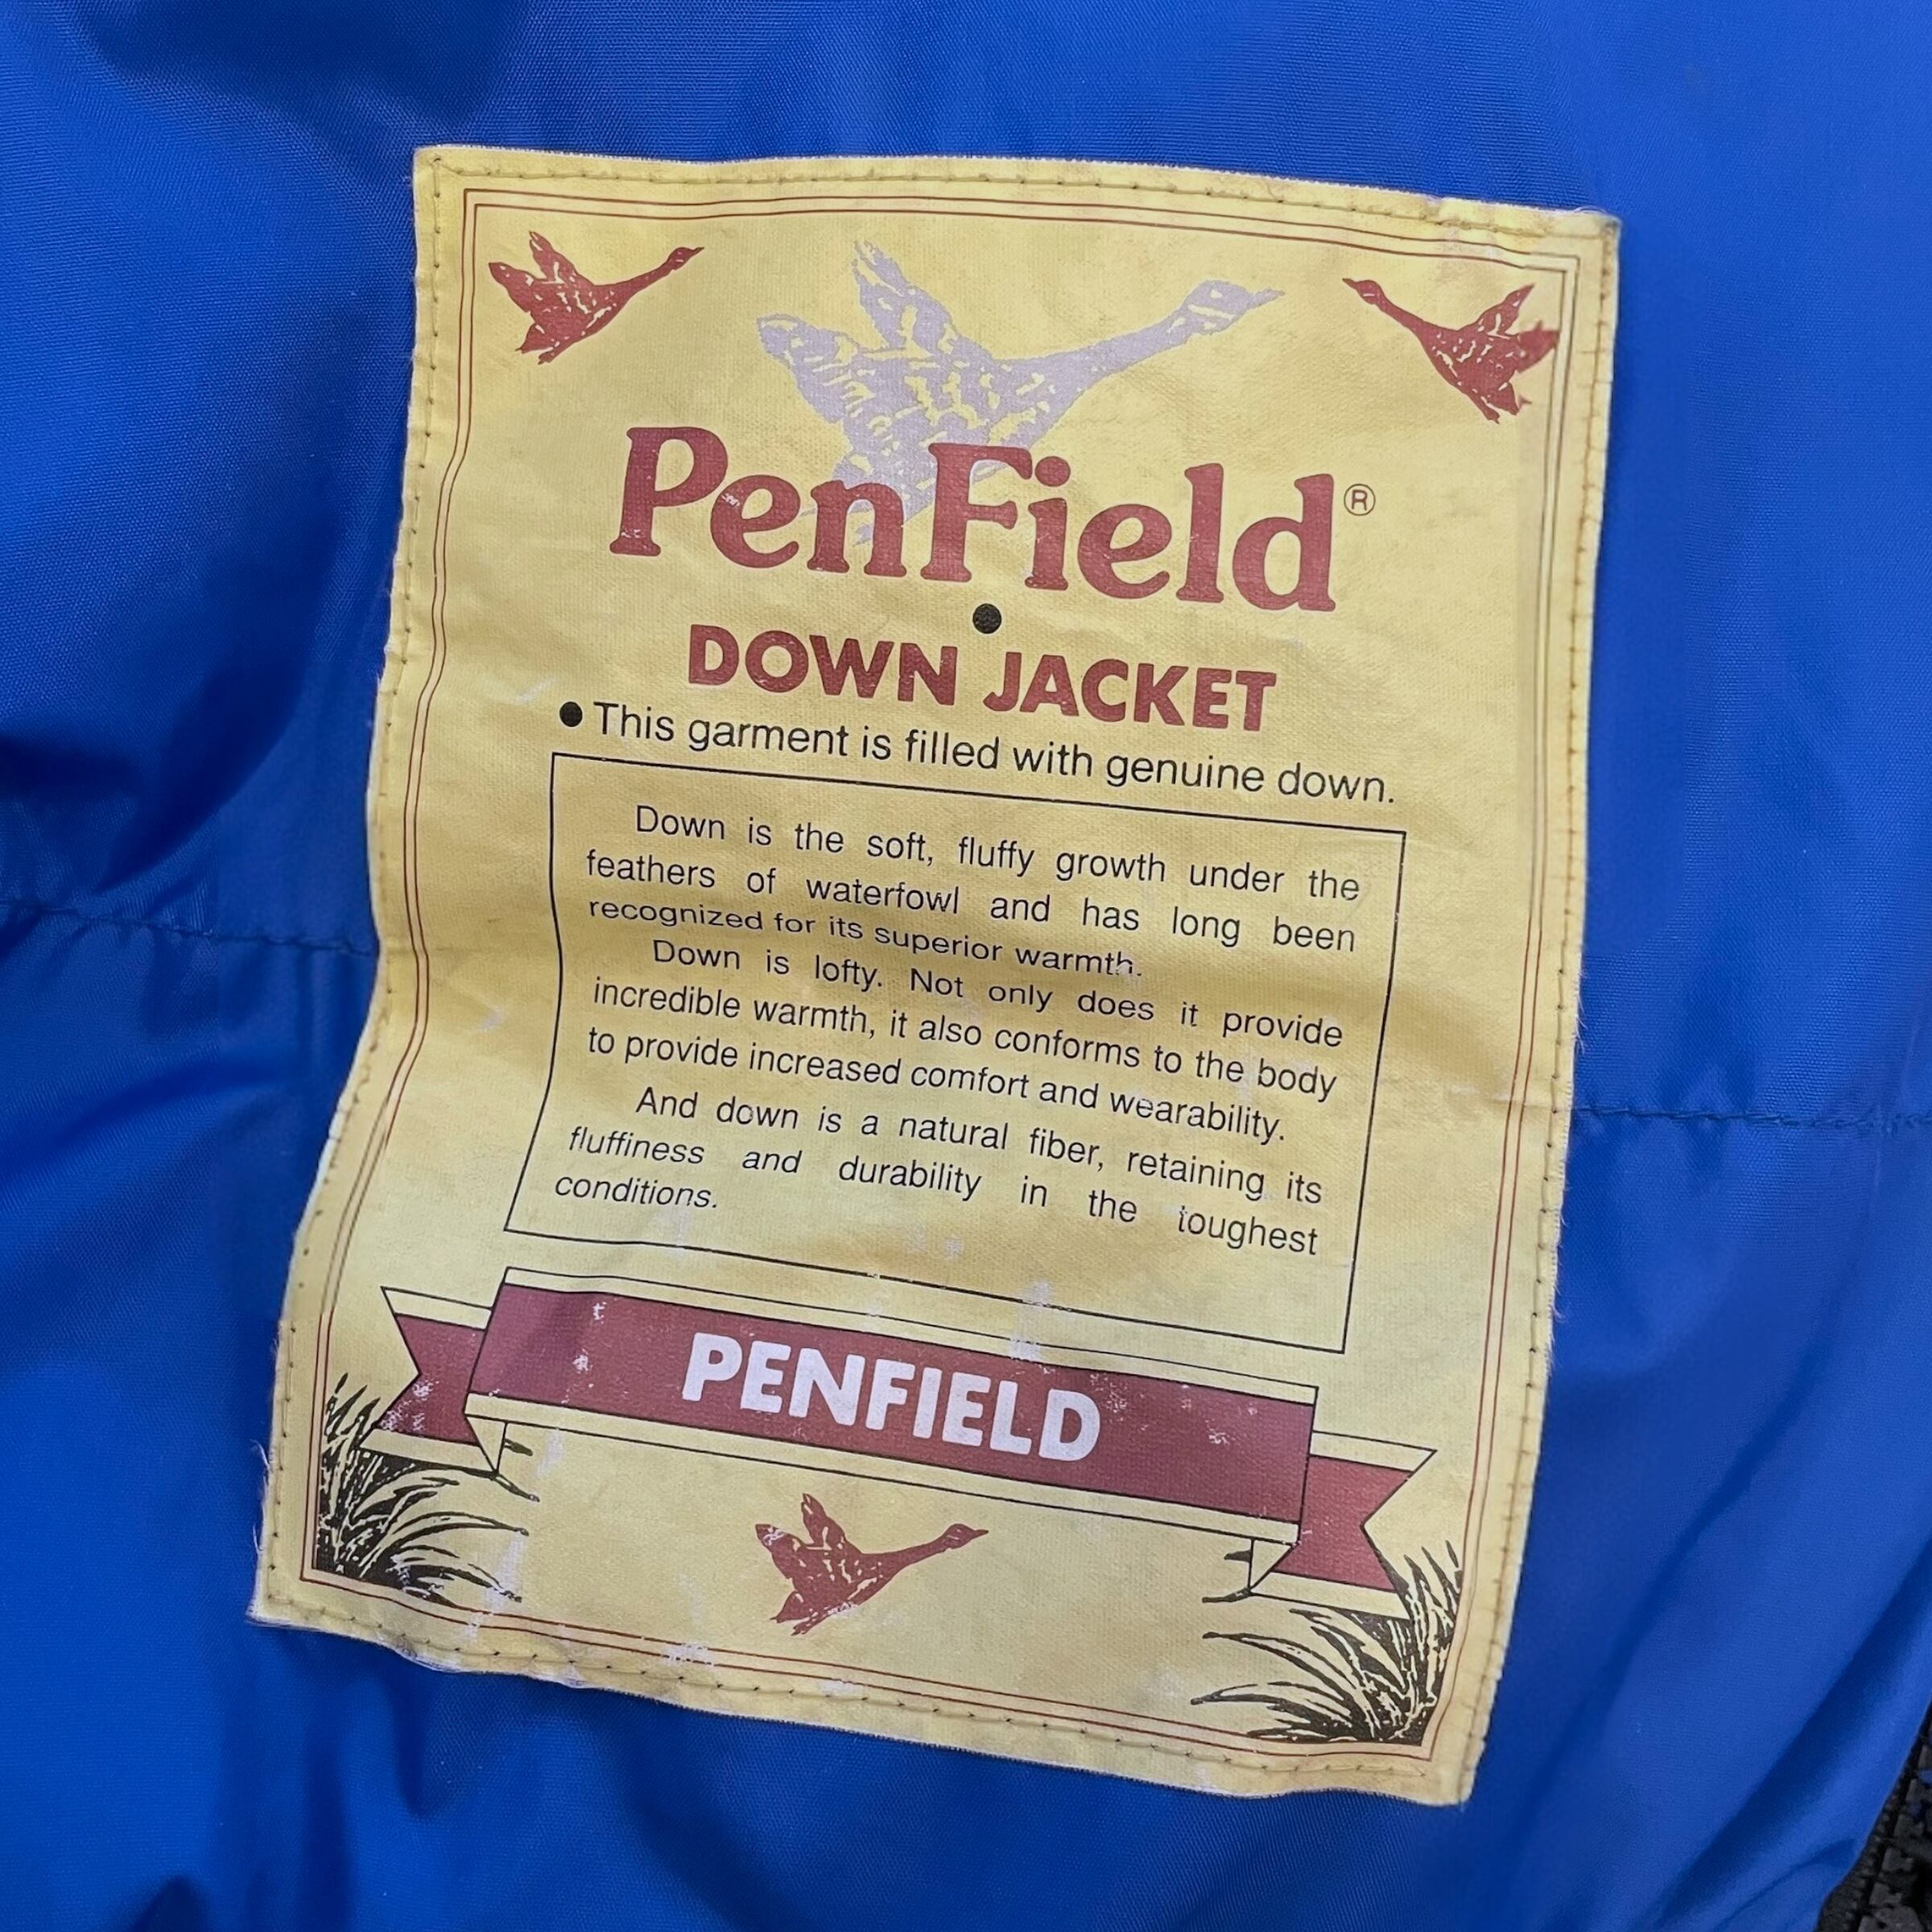 PenField®
DOWN JACKET
● This garment is filled with genuine down.
Down is the soft, fluffy growth under the
feathers of waterfowl and has long been
recognized for its superior warmth.
Down is lofty. Not only does it provide
incredible warmth, it also conforms to the body
to provide increased comfort and wearability.
And down is a natural fiber, retaining its
fluffiness and durability in the toughest
conditions.
PENFIELD